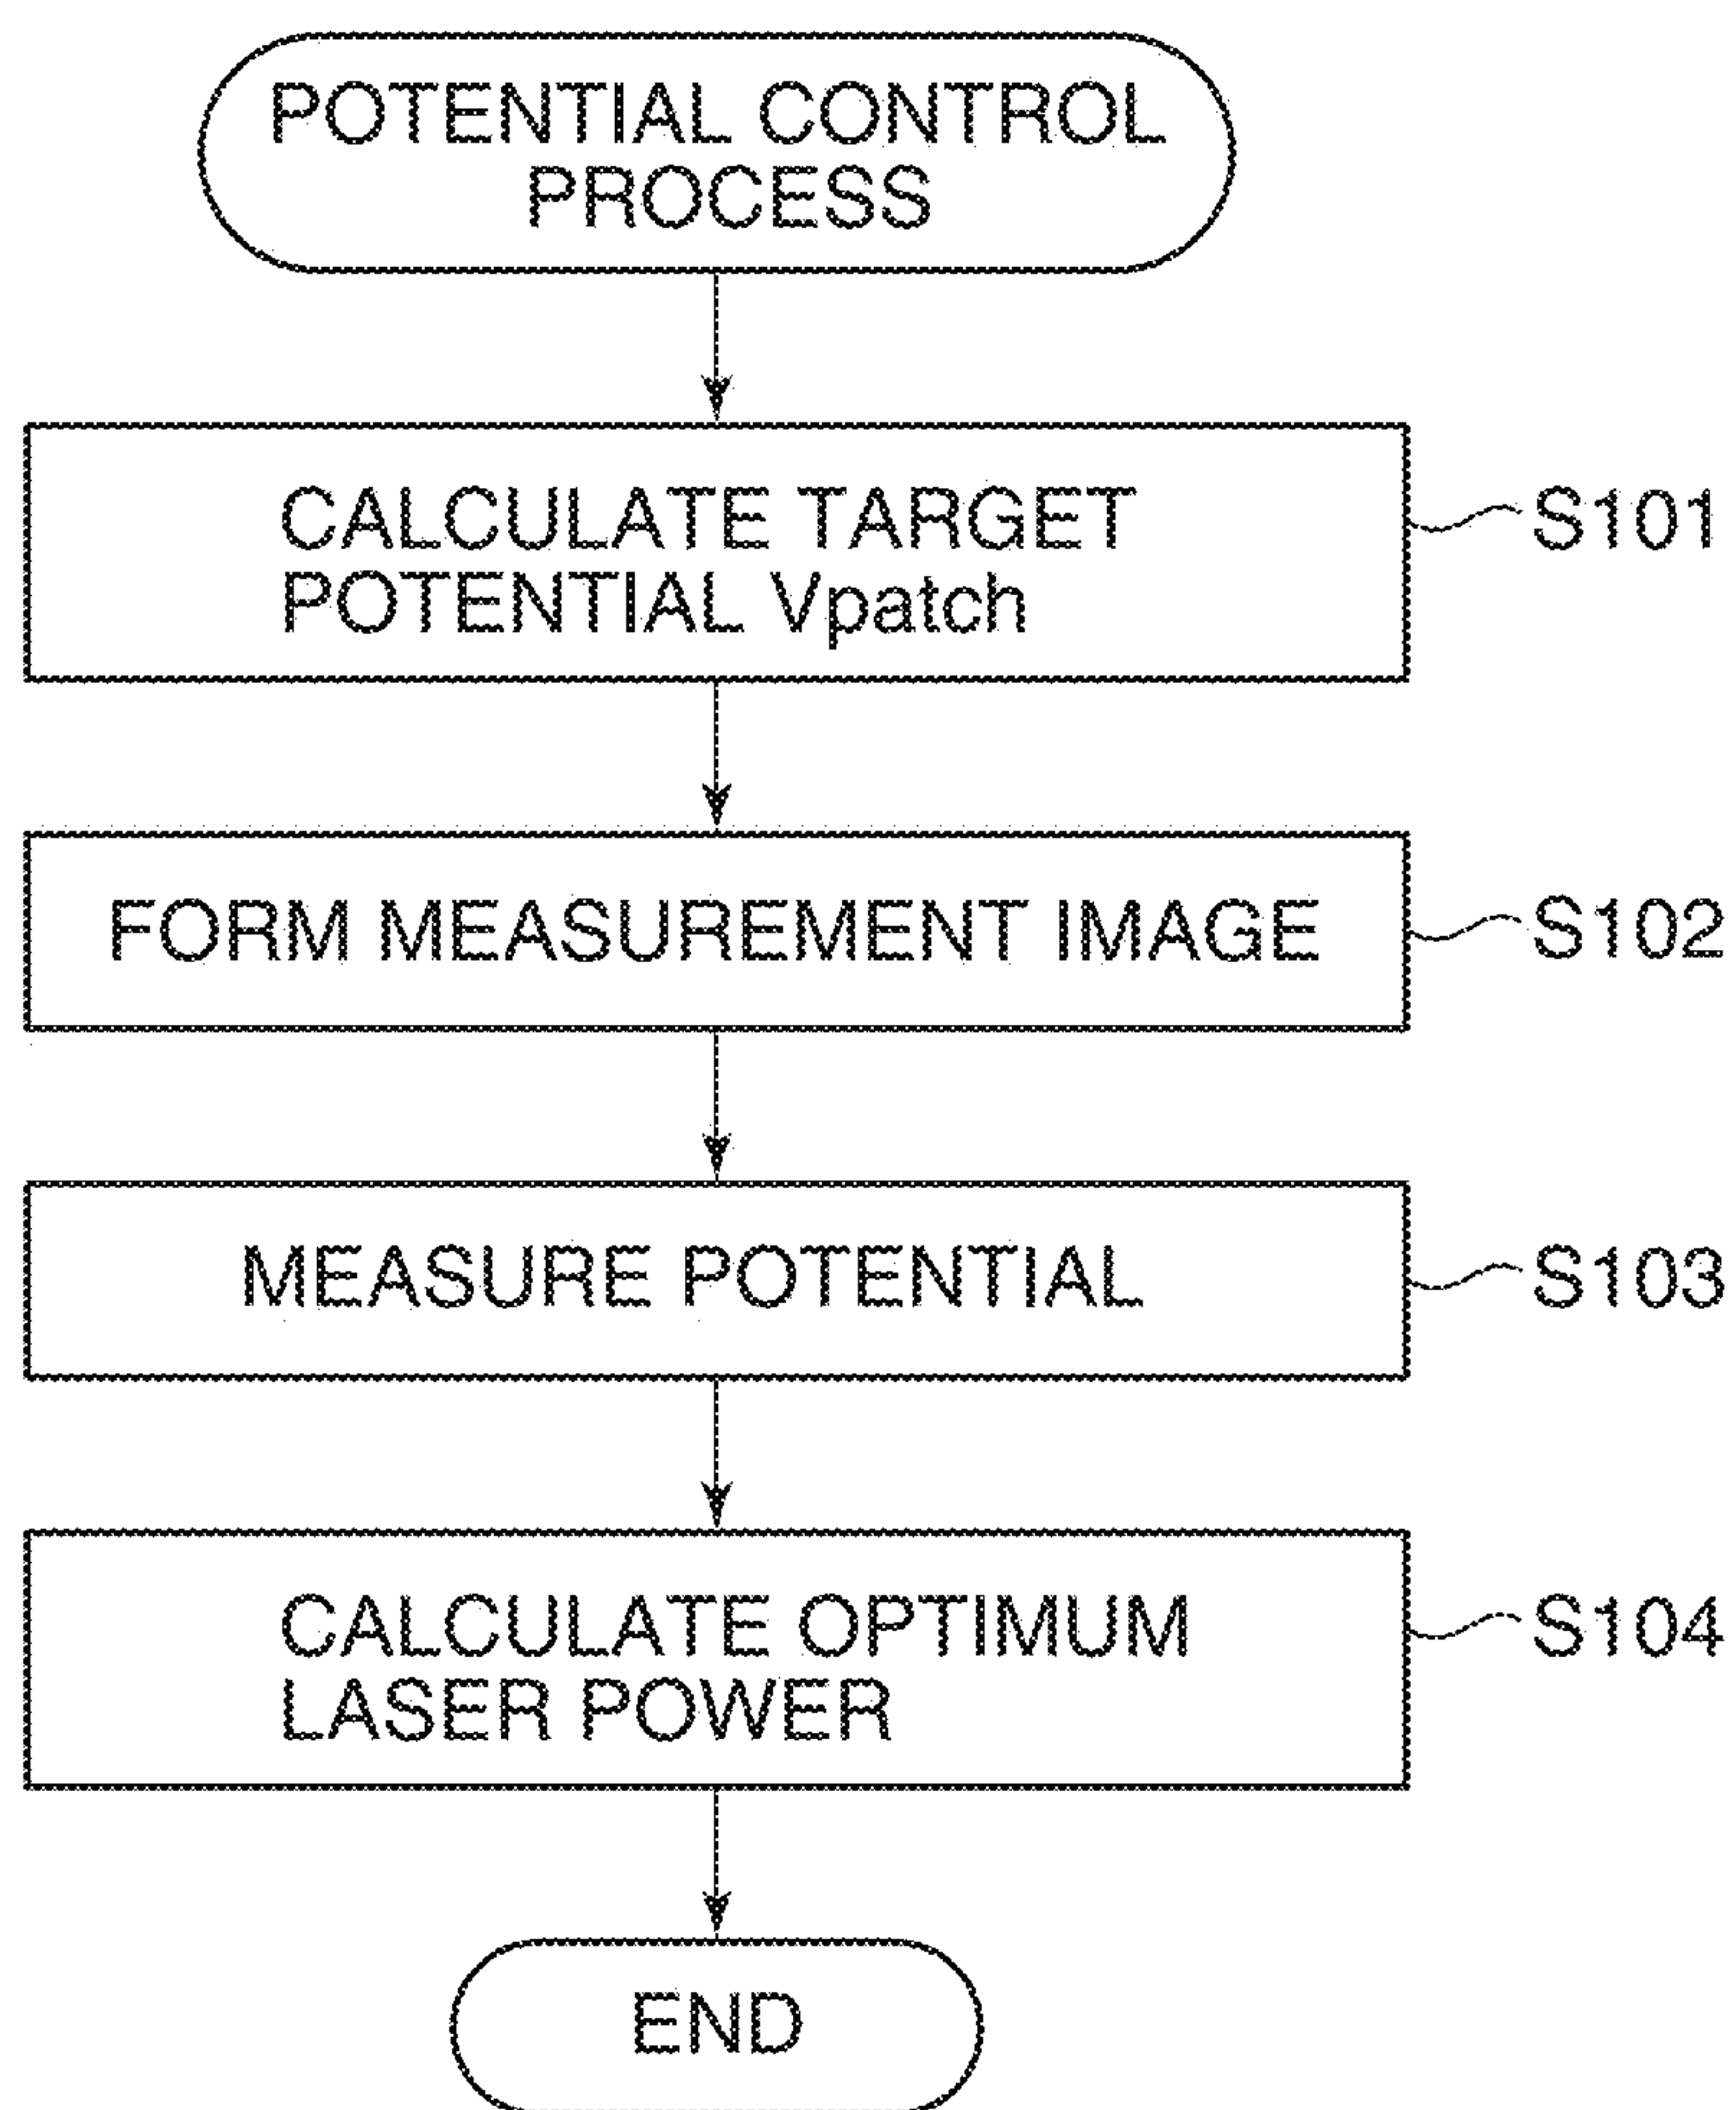 POTENTIAL CONTROL
PROCESS
CALCULATE TARGET
POTENTIAL Vpatch
S101
FORM MEASUREMENT IMAGE
S102
MEASURE POTENTIAL
S103
CALCULATE OPTIMUM
LASER POWER
S104
END